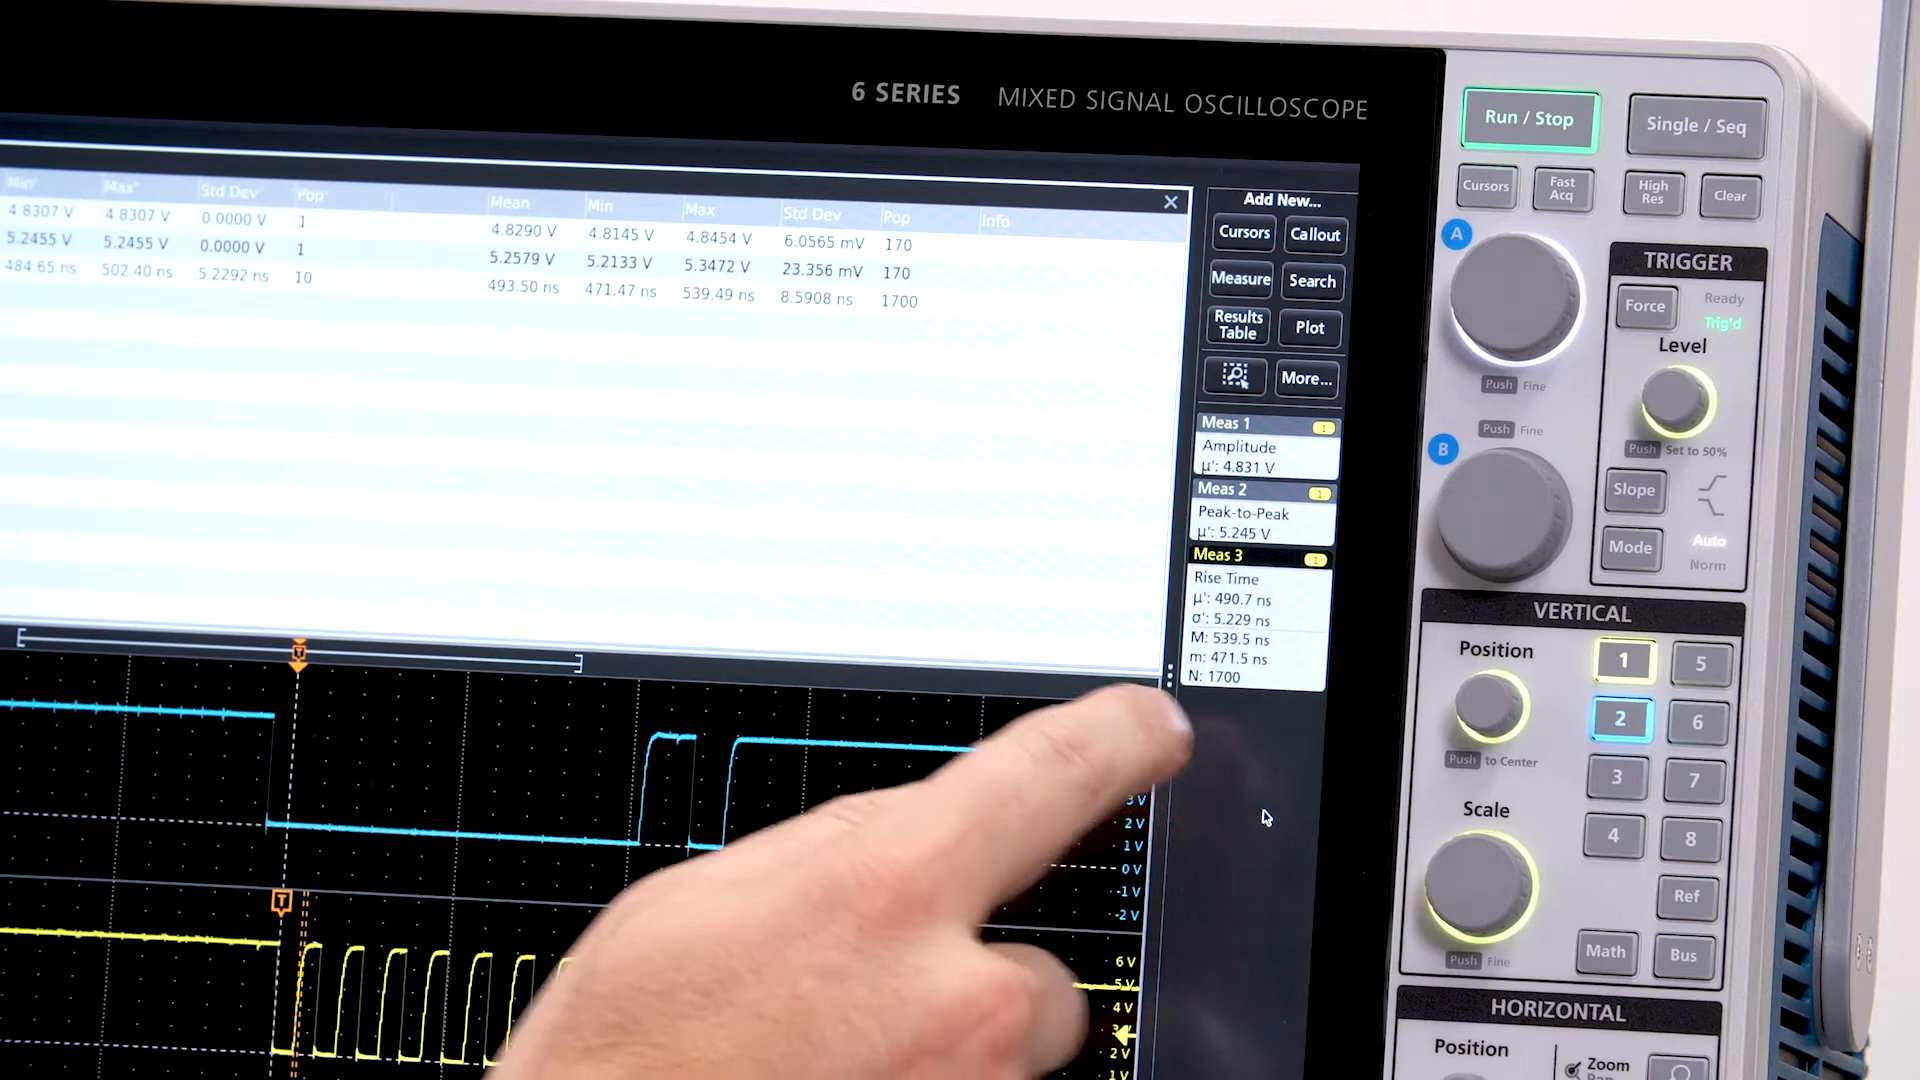 6 SERIES MIXED SIGNAL OSCILLOSCOPE
Min' Max' Std Dev' Pop' Mean Min Max Std Dev Pop Info
4.8307 V 4.8307 V 0.0000 V 1 4.8290 V 4.8145 V 4.8454 V 6.0565 mV 170
5.2455 V 5.2455 V 0.0000 V 1 5.2579 V 5.2133 V 5.3472 V 23.356 mV 170
484.65 ns 502.40 ns 5.2292 ns 10 493.50 ns 471.47 ns 539.49 ns 8.5908 ns 1700
Add New...
Cursors Callout
Measure Search
Results Table Plot
More...
Meas 1 1
Amplitude
μ': 4.831 V
Meas 2 1
Peak-to-Peak
μ': 5.245 V
Meas 3 1
Rise Time
μ': 490.7 ns
σ': 5.229 ns
M: 539.5 ns
m: 471.5 ns
N: 1700
T
T
3 V
2 V
1 V
0 V
-1 V
-2 V
6 V
5 V
4 V
3 V
2 V
1 V
Run / Stop Single / Seq
Cursors Fast Acq High Res Clear
A
Push Fine
Push Fine
B
TRIGGER
Force Ready
Trig'd
Level
Push Set to 50%
Slope
Mode Auto
Norm
VERTICAL
Position
Push to Center
Scale
Push Fine
1 5
2 6
3 7
4 8
Ref
Math Bus
HORIZONTAL
Position
Zoom